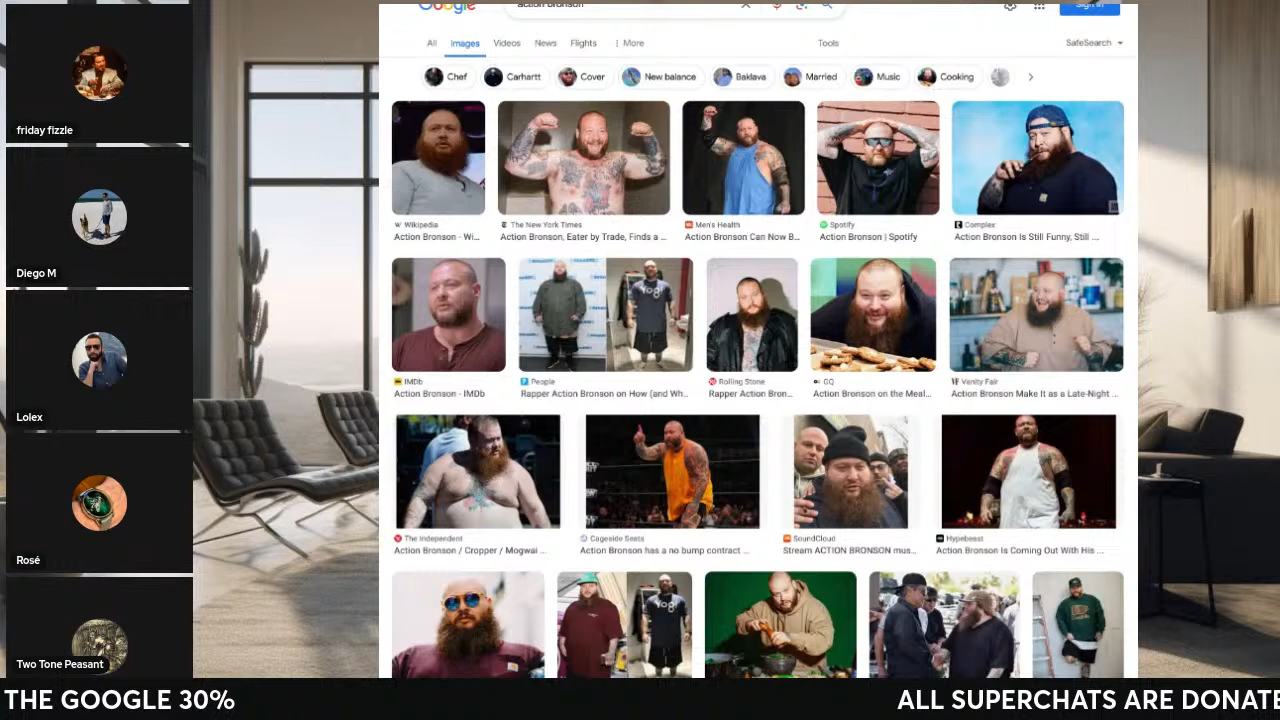 Google
action bronson
Sign in
All Images Videos News Flights More Tools SafeSearch
Chef Carhartt Cover New balance Baklava Married Music Cooking
friday fizzle
W Wikipedia
Action Bronson - Wi...
The New York Times
Action Bronson, Eater by Trade, Finds a ...
Men's Health
Action Bronson Can Now B...
Spotify
Action Bronson | Spotify
Complex
Action Bronson Is Still Funny, Still ...
Diego M
IMDb
Action Bronson - IMDb
People
Rapper Action Bronson on How (and Wh...
Rolling Stone
Rapper Action Bron...
GQ
Action Bronson on the Meal...
VF Vanity Fair
Action Bronson Make It as a Late-Night ...
Lolex
The Independent
Action Bronson / Cropper / Mogwai ...
Cageside Seats
Action Bronson has a no bump contract ...
SoundCloud
Stream ACTION BRONSON mus...
Hypebeast
Action Bronson Is Coming Out With His ...
Rosé
Two Tone Peasant
THE GOOGLE 30%
ALL SUPERCHATS ARE DONATE